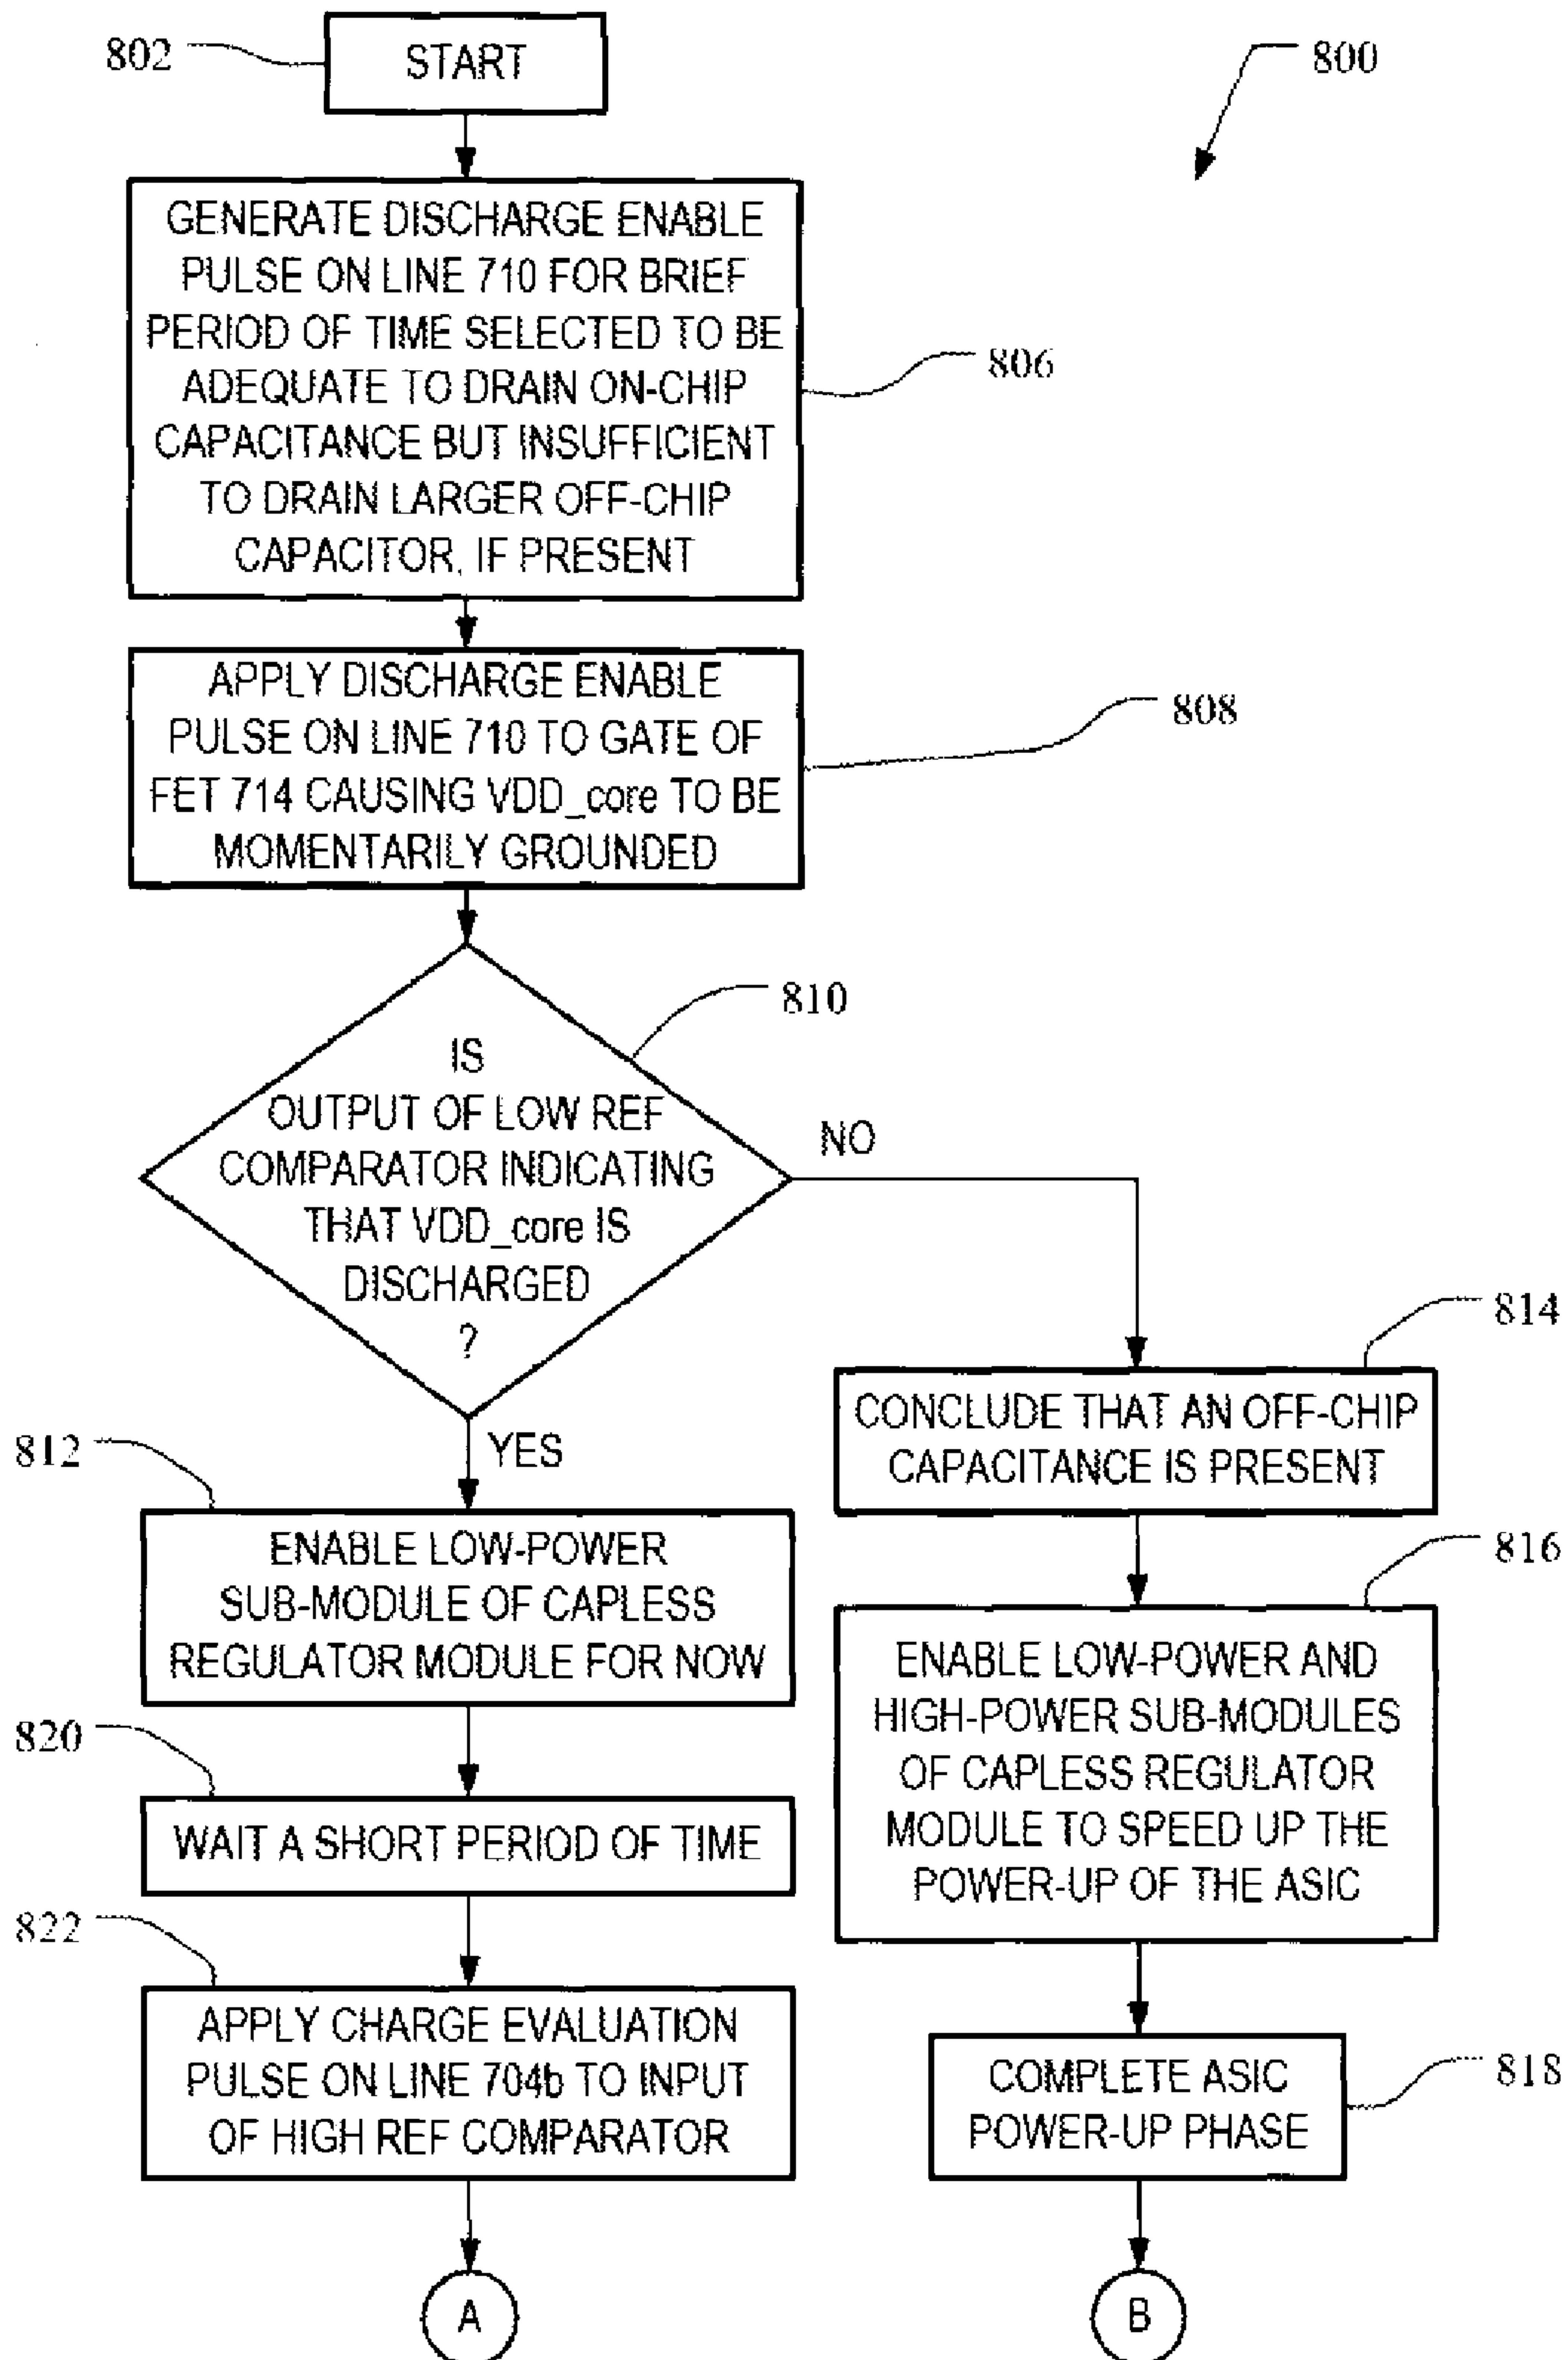 802
START
800
GENERATE DISCHARGE ENABLE
PULSE ON LINE 710 FOR BRIEF
PERIOD OF TIME SELECTED TO BE
ADEQUATE TO DRAIN ON-CHIP
CAPACITANCE BUT INSUFFICIENT
TO DRAIN LARGER OFF-CHIP
CAPACITOR, IF PRESENT
806
APPLY DISCHARGE ENABLE
PULSE ON LINE 710 TO GATE OF
FET 714 CAUSING VDD_core TO BE
MOMENTARILY GROUNDED
808
810
IS
OUTPUT OF LOW REF
COMPARATOR INDICATING
THAT VDD_core IS
DISCHARGED
?
NO
YES
814
CONCLUDE THAT AN OFF-CHIP
CAPACITANCE IS PRESENT
812
ENABLE LOW-POWER
SUB-MODULE OF CAPLESS
REGULATOR MODULE FOR NOW
816
ENABLE LOW-POWER AND
HIGH-POWER SUB-MODULES
OF CAPLESS REGULATOR
MODULE TO SPEED UP THE
POWER-UP OF THE ASIC
820
WAIT A SHORT PERIOD OF TIME
822
APPLY CHARGE EVALUATION
PULSE ON LINE 704b TO INPUT
OF HIGH REF COMPARATOR
818
COMPLETE ASIC
POWER-UP PHASE
A
B